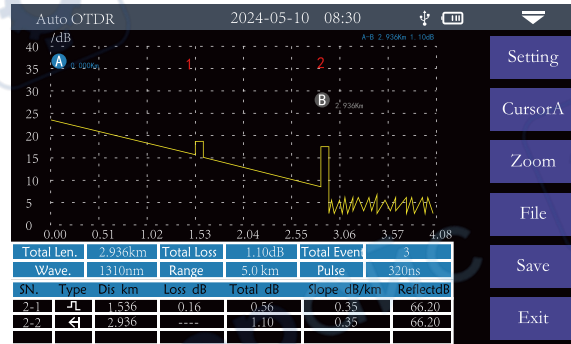 Auto OTDR 2024-05-10 08:30
/dB
A-B 2.936Km 1.10dB
40
A 0.000Km 1 2
35
30
B 2.936Km
25
20
15
10
5
0
0.00 0.51 1.02 1.53 2.04 2.55 3.06 3.57 4.08
Total Len. 2.936km Total Loss 1.10dB Total Event 3
Wave. 1310nm Range 5.0 km Pulse 320ns
SN. Type Dis km Loss dB Total dB Slope dB/km ReflectdB
2-1 1.536 0.16 0.56 0.35 66.20
2-2 2.936 ---- 1.10 0.35 66.20
Setting
CursorA
Zoom
File
Save
Exit